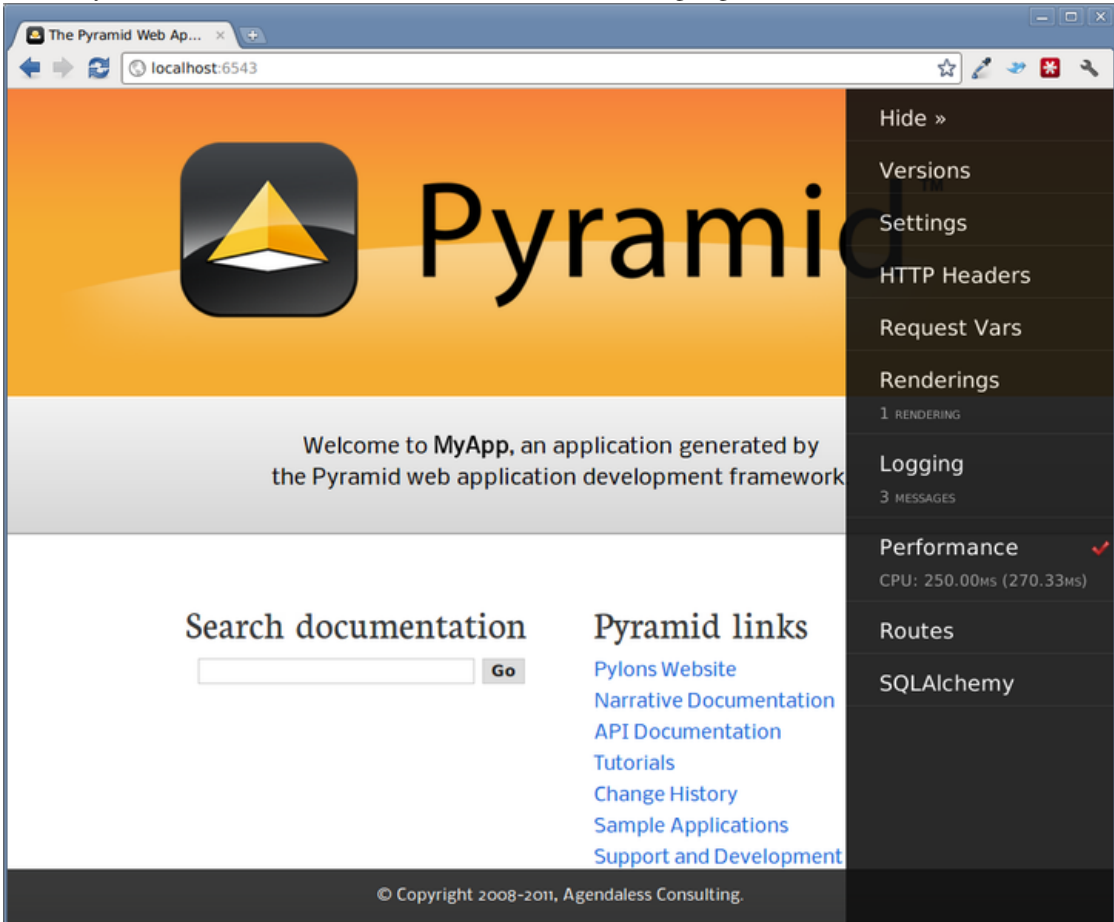 The Pyramid Web Ap...
localhost:6543
Pyramid™
Welcome to MyApp, an application generated by
the Pyramid web application development framework
Search documentation
Go
Pyramid links
Pylons Website
Narrative Documentation
API Documentation
Tutorials
Change History
Sample Applications
Support and Development
© Copyright 2008-2011, Agendaless Consulting.
Hide »
Versions
Settings
HTTP Headers
Request Vars
Renderings
1 RENDERING
Logging
3 MESSAGES
Performance
CPU: 250.00MS (270.33MS)
Routes
SQLAlchemy